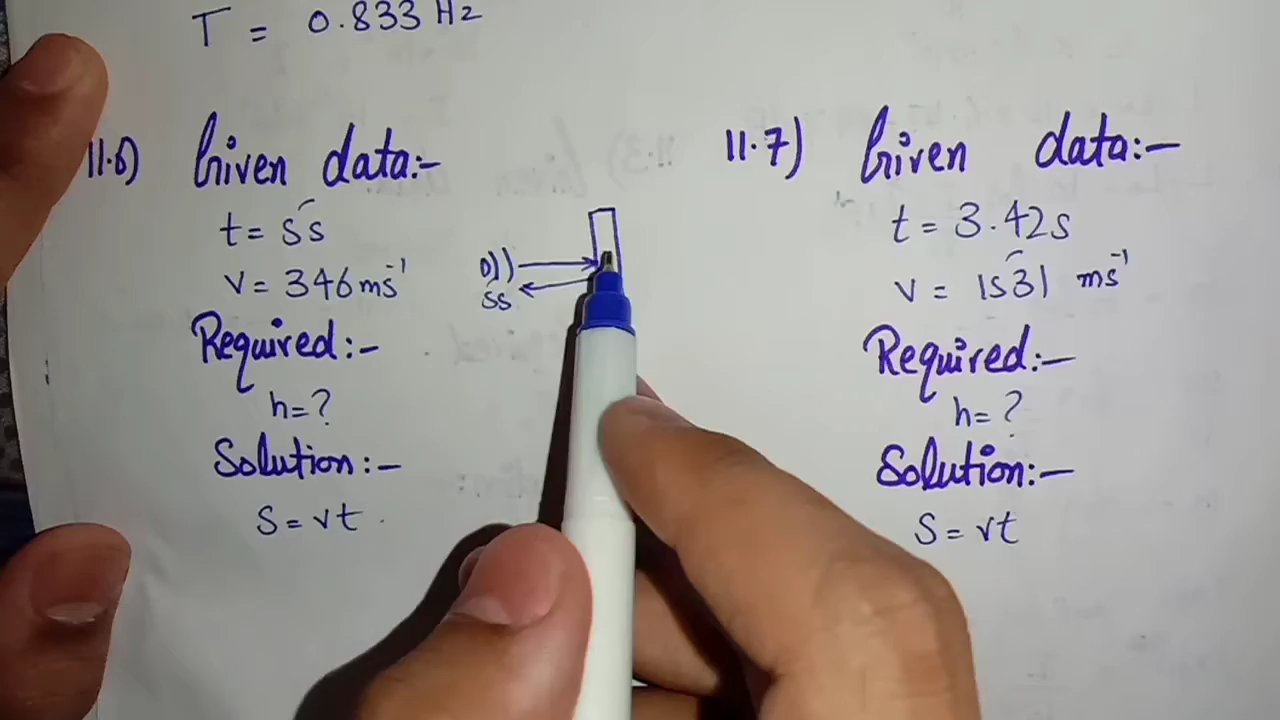 T = 0.833 Hz
11.6) Given data:-
t = 5s
v = 346 ms⁻¹
0)) 5s
Required:-
h = ?
Solution:-
S = vt
11.7) Given data:-
t = 3.42s
v = 1531 ms⁻¹
Required:-
h = ?
Solution:-
S = vt